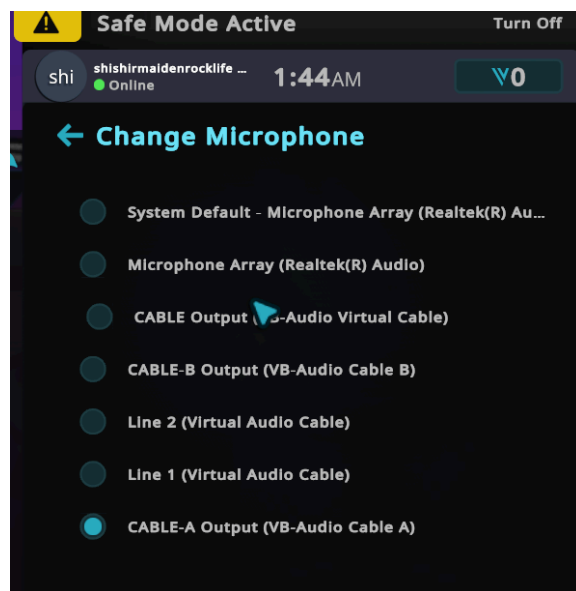 Safe Mode Active
Turn Off
shi
shishirmaidenrocklife ...
Online
1:44AM
0
Change Microphone
System Default - Microphone Array (Realtek(R) Au...
Microphone Array (Realtek(R) Audio)
CABLE Output (VB-Audio Virtual Cable)
CABLE-B Output (VB-Audio Cable B)
Line 2 (Virtual Audio Cable)
Line 1 (Virtual Audio Cable)
CABLE-A Output (VB-Audio Cable A)